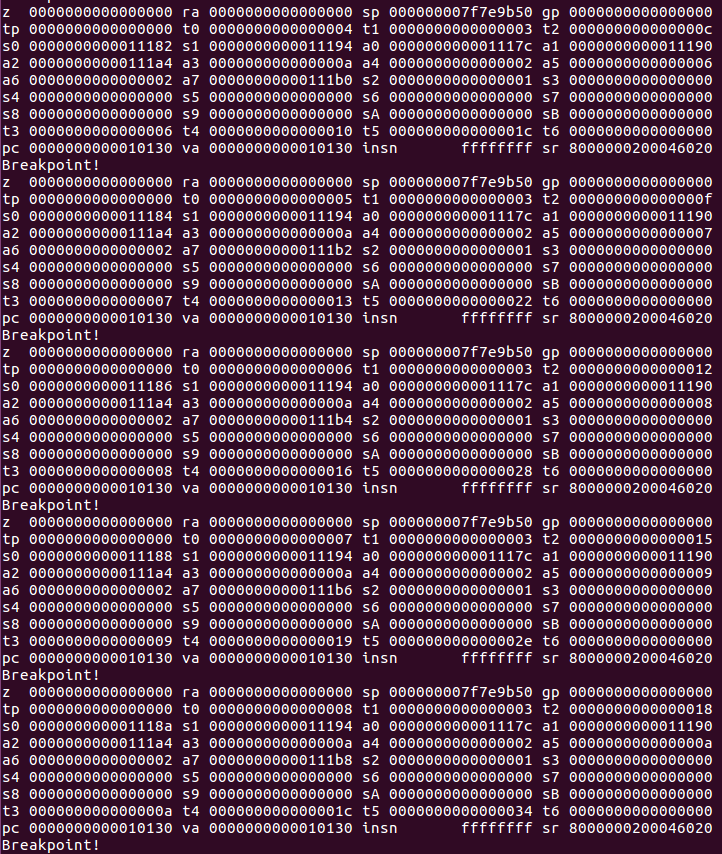 z  0000000000000000 ra 0000000000000000 sp 000000007f7e9b50 gp 0000000000000000
tp 0000000000000000 t0 0000000000000004 t1 0000000000000003 t2 000000000000000c
s0 0000000000011182 s1 0000000000011194 a0 000000000001117c a1 0000000000011190
a2 00000000000111a4 a3 000000000000000a a4 0000000000000002 a5 0000000000000006
a6 0000000000000002 a7 00000000000111b0 s2 0000000000000001 s3 0000000000000000
s4 0000000000000000 s5 0000000000000000 s6 0000000000000000 s7 0000000000000000
s8 0000000000000000 s9 0000000000000000 sA 0000000000000000 sB 0000000000000000
t3 0000000000000006 t4 0000000000000010 t5 000000000000001c t6 0000000000000000
pc 0000000000010130 va 0000000000010130 insn       ffffffff sr 8000000200046020
Breakpoint!
z  0000000000000000 ra 0000000000000000 sp 000000007f7e9b50 gp 0000000000000000
tp 0000000000000000 t0 0000000000000005 t1 0000000000000003 t2 000000000000000f
s0 0000000000011184 s1 0000000000011194 a0 000000000001117c a1 0000000000011190
a2 00000000000111a4 a3 000000000000000a a4 0000000000000002 a5 0000000000000007
a6 0000000000000002 a7 00000000000111b2 s2 0000000000000001 s3 0000000000000000
s4 0000000000000000 s5 0000000000000000 s6 0000000000000000 s7 0000000000000000
s8 0000000000000000 s9 0000000000000000 sA 0000000000000000 sB 0000000000000000
t3 0000000000000007 t4 0000000000000013 t5 0000000000000022 t6 0000000000000000
pc 0000000000010130 va 0000000000010130 insn       ffffffff sr 8000000200046020
Breakpoint!
z  0000000000000000 ra 0000000000000000 sp 000000007f7e9b50 gp 0000000000000000
tp 0000000000000000 t0 0000000000000006 t1 0000000000000003 t2 0000000000000012
s0 0000000000011186 s1 0000000000011194 a0 000000000001117c a1 0000000000011190
a2 00000000000111a4 a3 000000000000000a a4 0000000000000002 a5 0000000000000008
a6 0000000000000002 a7 00000000000111b4 s2 0000000000000001 s3 0000000000000000
s4 0000000000000000 s5 0000000000000000 s6 0000000000000000 s7 0000000000000000
s8 0000000000000000 s9 0000000000000000 sA 0000000000000000 sB 0000000000000000
t3 0000000000000008 t4 0000000000000016 t5 0000000000000028 t6 0000000000000000
pc 0000000000010130 va 0000000000010130 insn       ffffffff sr 8000000200046020
Breakpoint!
z  0000000000000000 ra 0000000000000000 sp 000000007f7e9b50 gp 0000000000000000
tp 0000000000000000 t0 0000000000000007 t1 0000000000000003 t2 0000000000000015
s0 0000000000011188 s1 0000000000011194 a0 000000000001117c a1 0000000000011190
a2 00000000000111a4 a3 000000000000000a a4 0000000000000002 a5 0000000000000009
a6 0000000000000002 a7 00000000000111b6 s2 0000000000000001 s3 0000000000000000
s4 0000000000000000 s5 0000000000000000 s6 0000000000000000 s7 0000000000000000
s8 0000000000000000 s9 0000000000000000 sA 0000000000000000 sB 0000000000000000
t3 0000000000000009 t4 0000000000000019 t5 000000000000002e t6 0000000000000000
pc 0000000000010130 va 0000000000010130 insn       ffffffff sr 8000000200046020
Breakpoint!
z  0000000000000000 ra 0000000000000000 sp 000000007f7e9b50 gp 0000000000000000
tp 0000000000000000 t0 0000000000000008 t1 0000000000000003 t2 0000000000000018
s0 000000000001118a s1 0000000000011194 a0 000000000001117c a1 0000000000011190
a2 00000000000111a4 a3 000000000000000a a4 0000000000000002 a5 000000000000000a
a6 0000000000000002 a7 00000000000111b8 s2 0000000000000001 s3 0000000000000000
s4 0000000000000000 s5 0000000000000000 s6 0000000000000000 s7 0000000000000000
s8 0000000000000000 s9 0000000000000000 sA 0000000000000000 sB 0000000000000000
t3 000000000000000a t4 000000000000001c t5 0000000000000034 t6 0000000000000000
pc 0000000000010130 va 0000000000010130 insn       ffffffff sr 8000000200046020
Breakpoint!